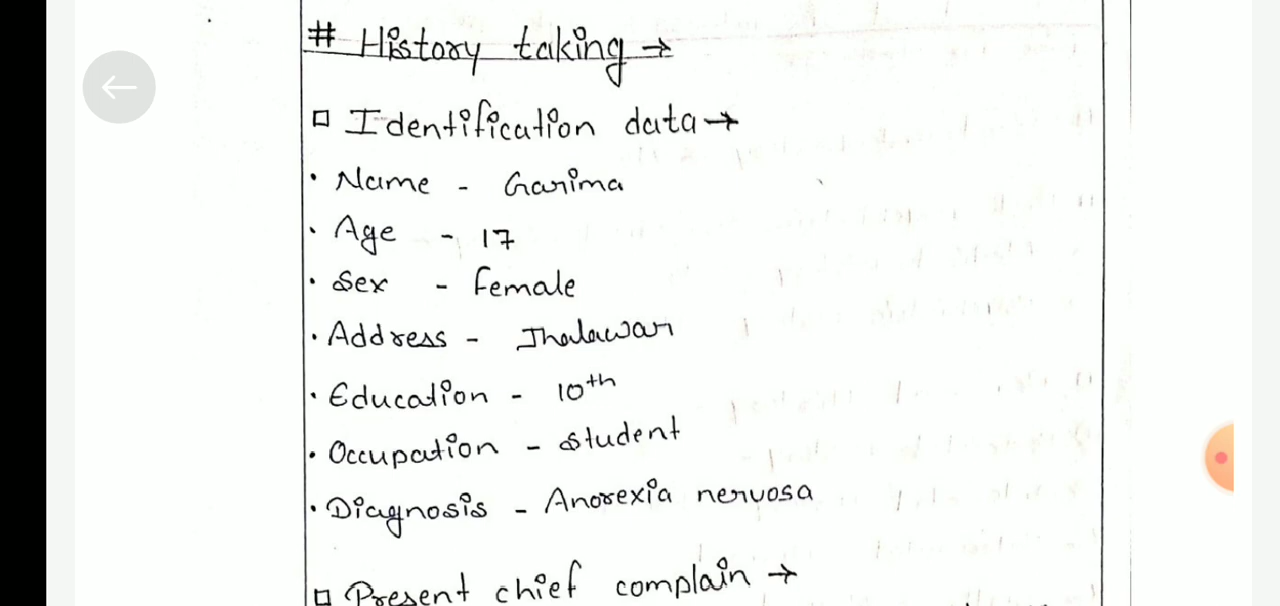 # History taking →
□ Identification data →
• Name - Garima
• Age - 17
• Sex - Female
• Address - Jhalawar
• Education - 10th
• Occupation - Student
• Diagnosis - Anorexia nervosa
□ Present chief complain →